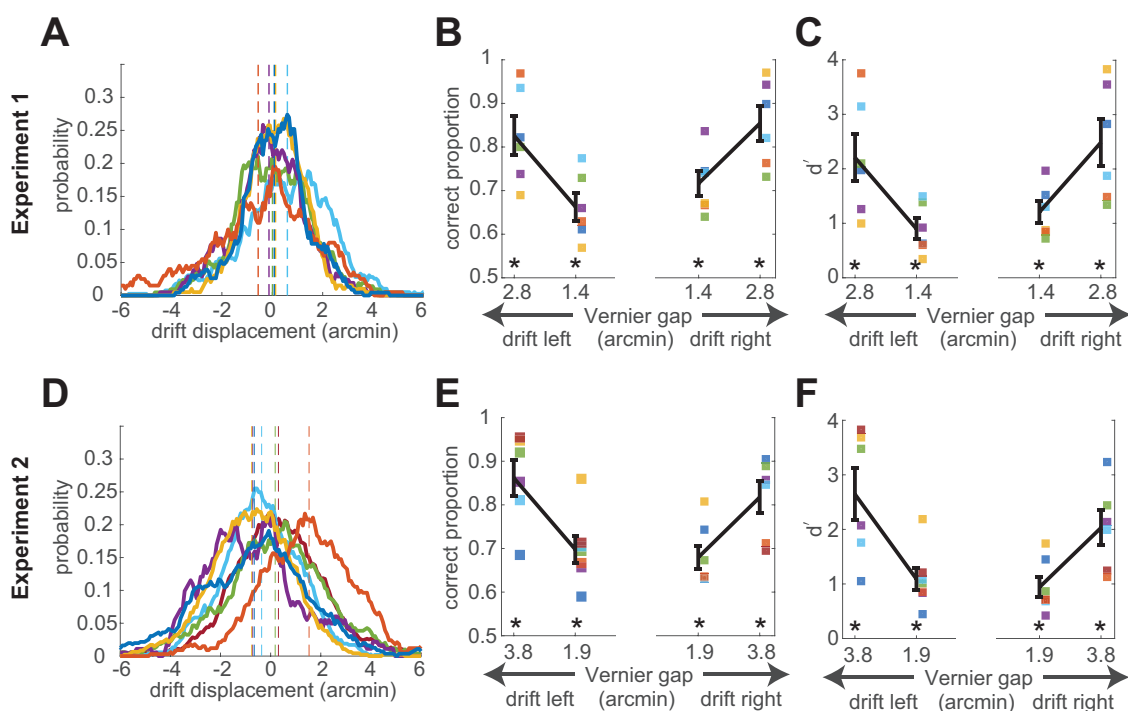 A
B
C
Experiment 1
probability
0.3
0.25
0.2
0.15
0.1
0.05
0
-6
-4
-2
0
2
4
6
drift displacement (arcmin)
correct proportion
1
0.9
0.8
0.7
0.6
0.5
* * * *
2.8 1.4 1.4 2.8
Vernier gap
drift left (arcmin) drift right
d′
4
3
2
1
0
* * * *
2.8 1.4 1.4 2.8
Vernier gap
drift left (arcmin) drift right
D
E
F
Experiment 2
probability
0.3
0.25
0.2
0.15
0.1
0.05
0
-6
-4
-2
0
2
4
6
drift displacement (arcmin)
correct proportion
1
0.9
0.8
0.7
0.6
0.5
* * * *
3.8 1.9 1.9 3.8
Vernier gap
drift left (arcmin) drift right
d′
4
3
2
1
0
* * * *
3.8 1.9 1.9 3.8
Vernier gap
drift left (arcmin) drift right